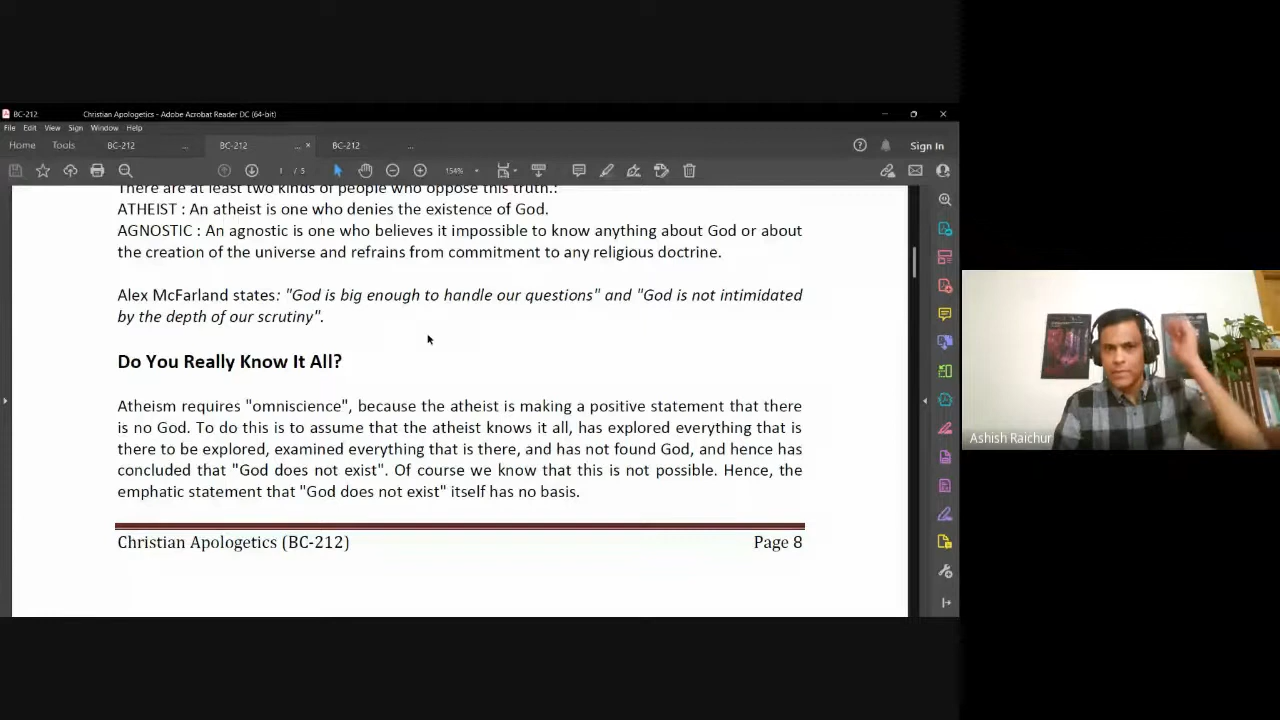 BC-212 Christian Apologetics - Adobe Acrobat Reader DC (64-bit)
File Edit View Sign Window Help
Home Tools BC-212 ... BC-212 ... × BC-212 ... Sign In
1 / 5 154%
There are at least two kinds of people who oppose this truth.:
ATHEIST : An atheist is one who denies the existence of God.
AGNOSTIC : An agnostic is one who believes it impossible to know anything about God or about
the creation of the universe and refrains from commitment to any religious doctrine.
Alex McFarland states: "God is big enough to handle our questions" and "God is not intimidated
by the depth of our scrutiny".
Do You Really Know It All?
Atheism requires "omniscience", because the atheist is making a positive statement that there
is no God. To do this is to assume that the atheist knows it all, has explored everything that is
there to be explored, examined everything that is there, and has not found God, and hence has
concluded that "God does not exist". Of course we know that this is not possible. Hence, the
emphatic statement that "God does not exist" itself has no basis.
Christian Apologetics (BC-212) Page 8
Ashish Raichur